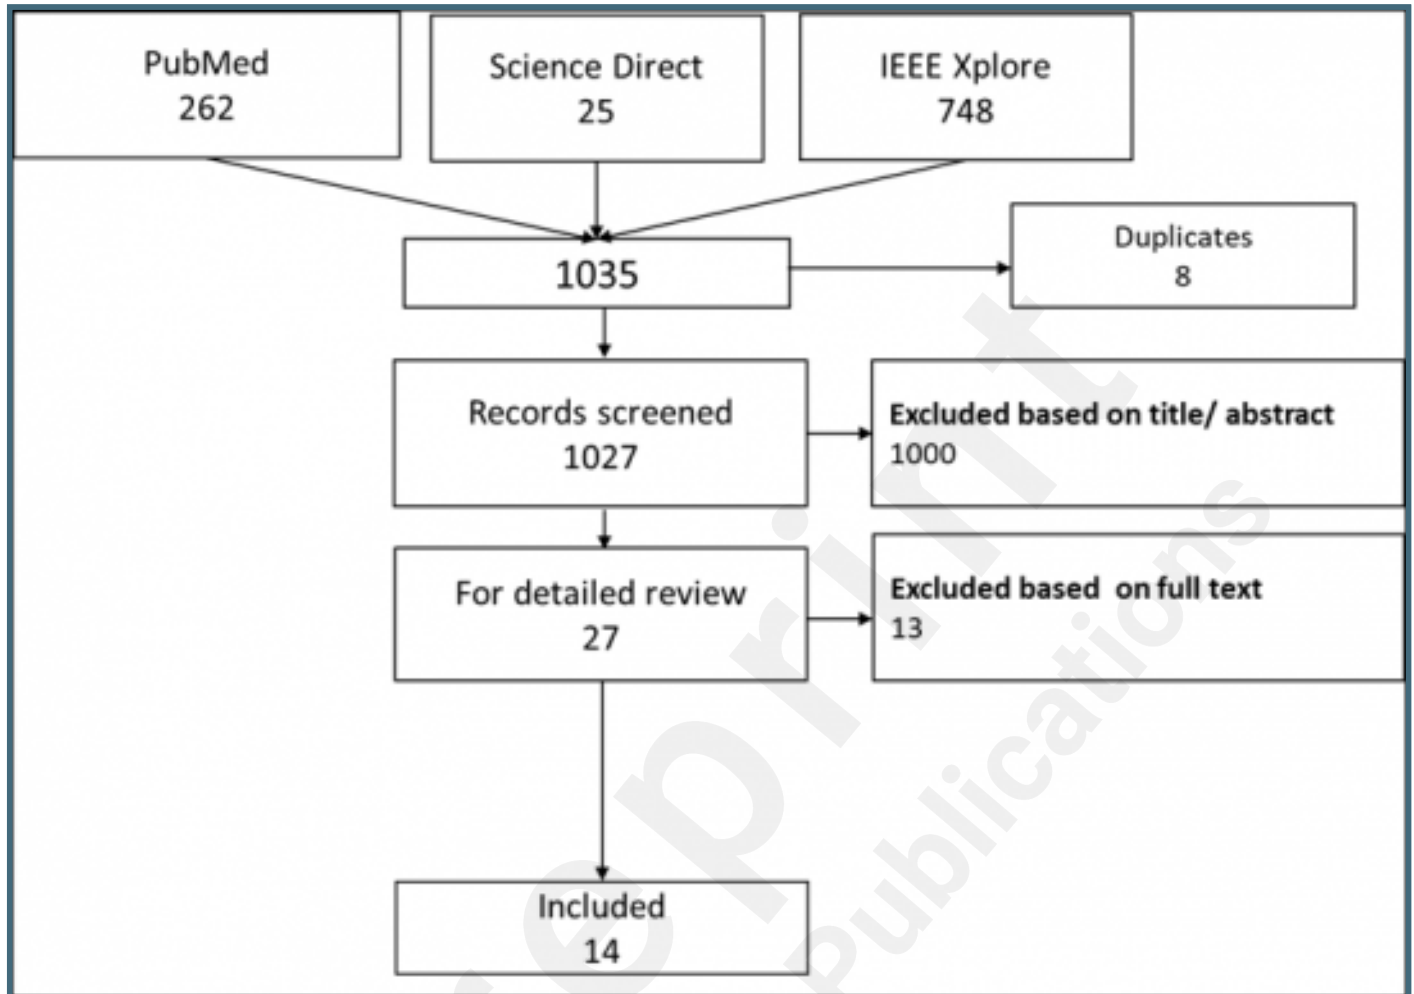 PubMed
262
Science Direct
25
IEEE Xplore
748
1035
Duplicates
8
Records screened
1027
Excluded based on title/ abstract
1000
For detailed review
27
Excluded based  on full text
13
Included
14
Publications